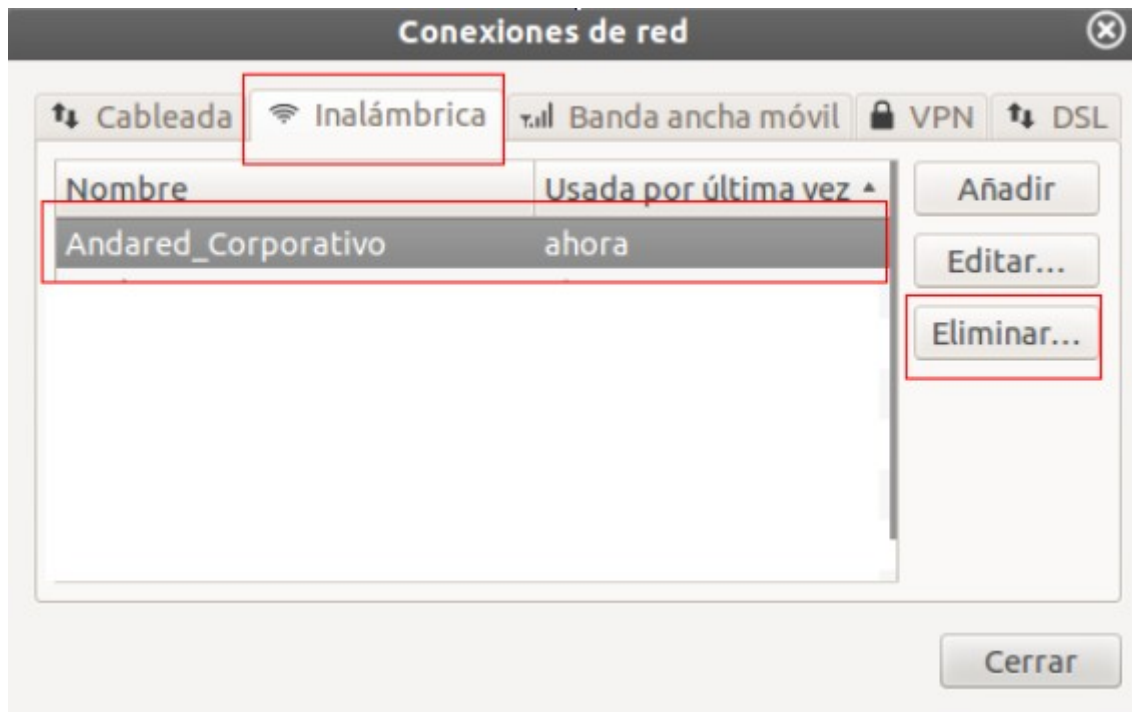 Conexiones de red
Cableada Inalámbrica Banda ancha móvil VPN DSL
Nombre Usada por última vez Añadir
Andared_Corporativo ahora
Editar...
Eliminar...
Cerrar